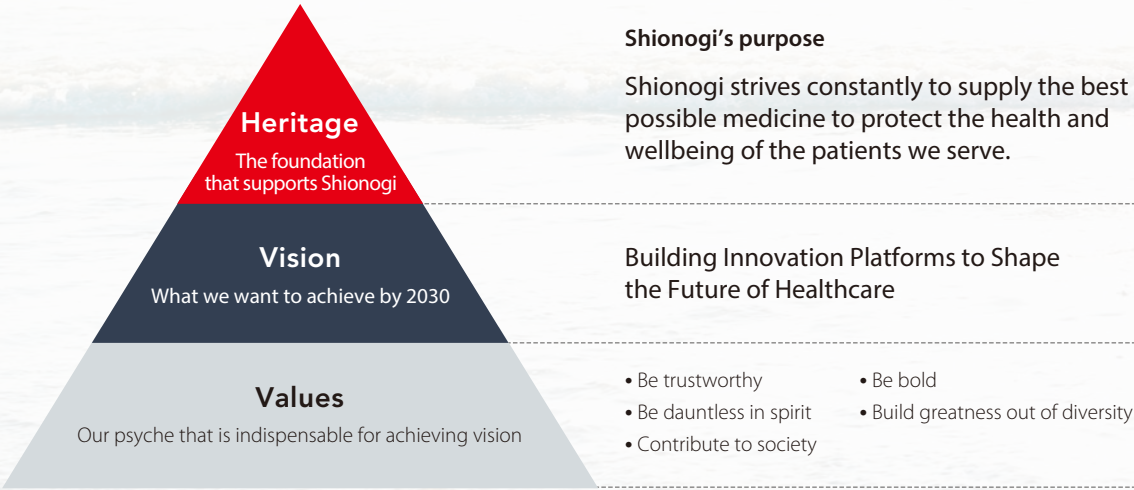 Heritage
The foundation
that supports Shionogi
Shionogi’s purpose
Shionogi strives constantly to supply the best
possible medicine to protect the health and
wellbeing of the patients we serve.
Vision
What we want to achieve by 2030
Building Innovation Platforms to Shape
the Future of Healthcare
Values
Our psyche that is indispensable for achieving vision
• Be trustworthy
• Be dauntless in spirit
• Contribute to society
• Be bold
• Build greatness out of diversity